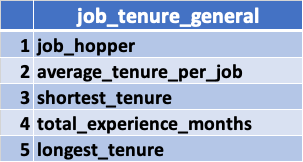 job_tenure_general
1 job_hopper
2 average_tenure_per_job
3 shortest_tenure
4 total_experience_months
5 longest_tenure